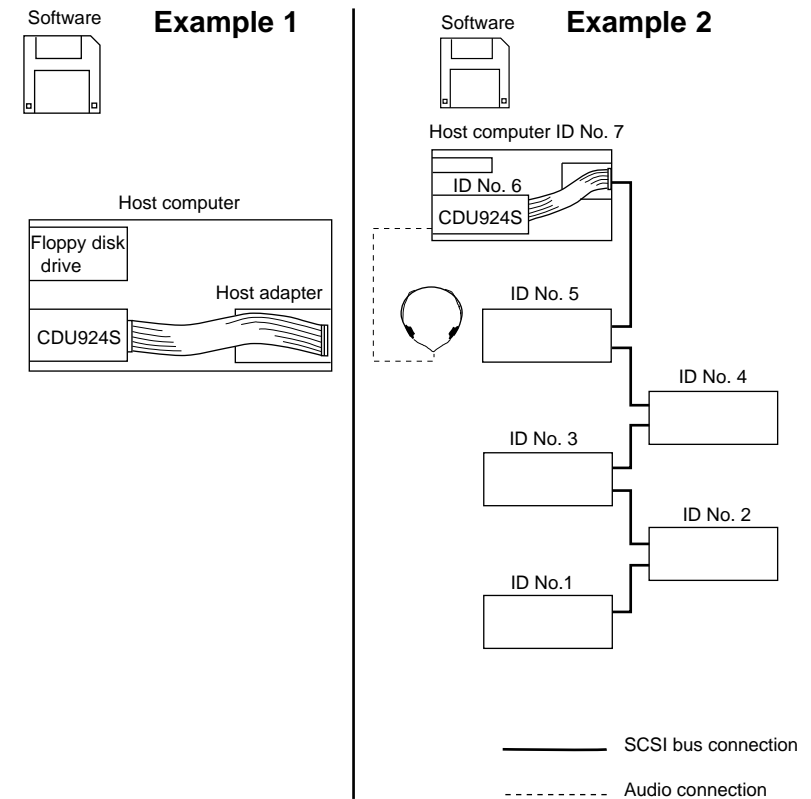 Software
Example 1
Host computer
Floppy disk
drive
Host adapter
CDU924S
Software
Example 2
Host computer ID No. 7
ID No. 6
CDU924S
ID No. 5
ID No. 4
ID No. 3
ID No. 2
ID No.1
SCSI bus connection
Audio connection